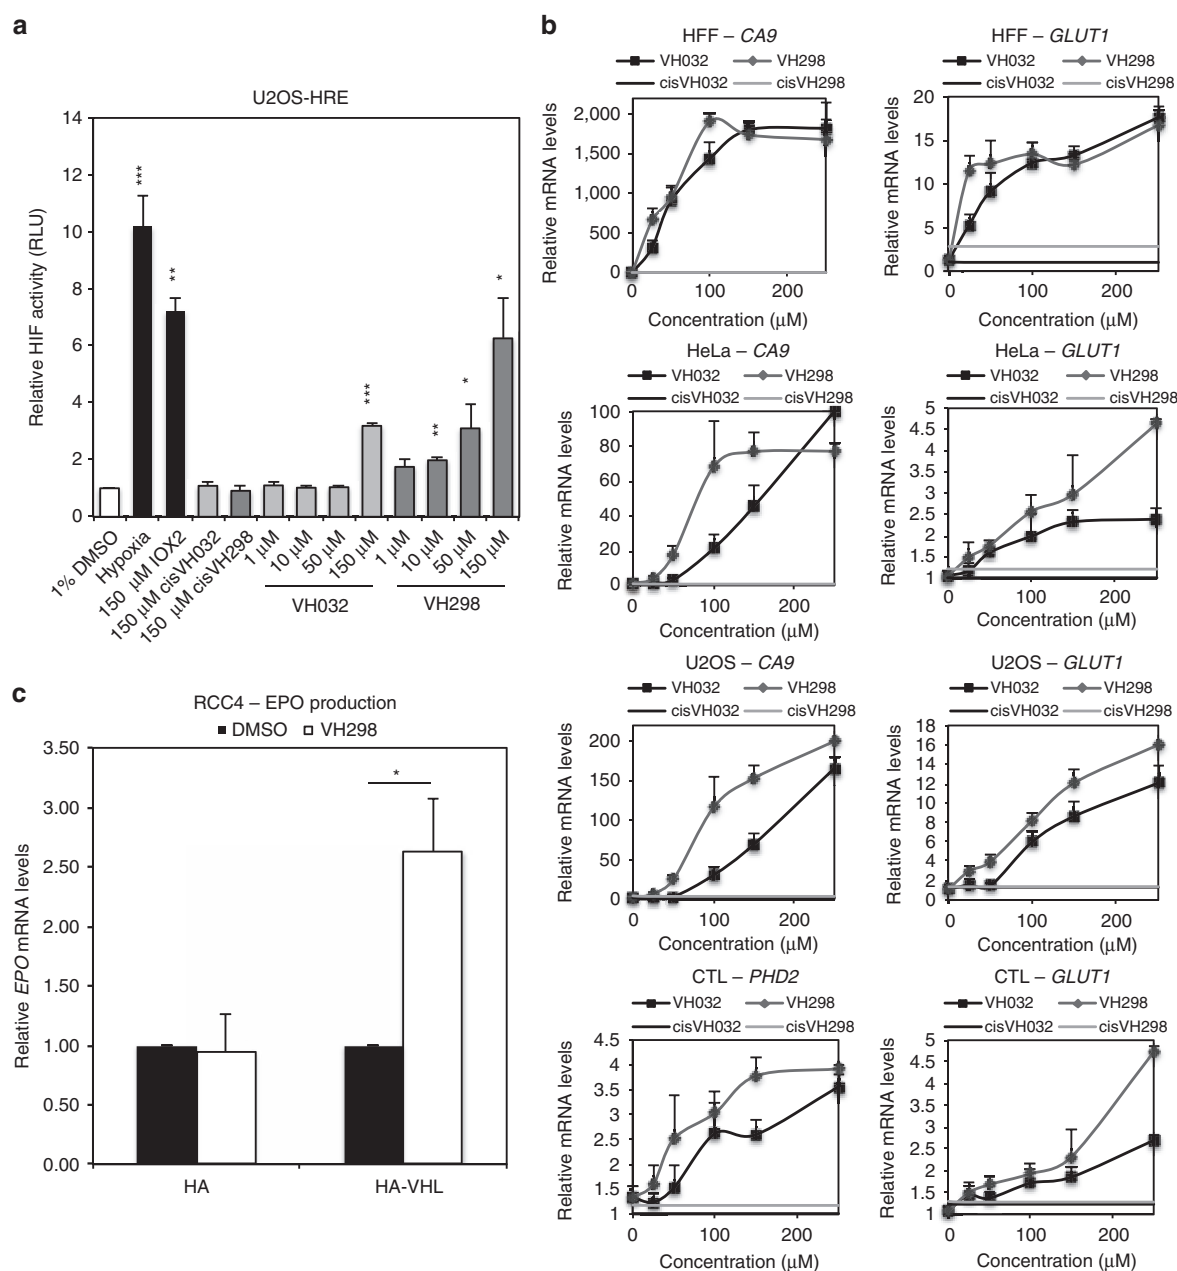 a
U2OS-HRE
Relative HIF activity (RLU)
14
12
10
8
6
4
2
0
***
**
***
**
*
*
1% DMSO
Hypoxia
150 μM IOX2
150 μM cisVH032
150 μM cisVH298
1 μM
10 μM
50 μM
150 μM
1 μM
10 μM
50 μM
150 μM
VH032
VH298
b
HFF – CA9
VH032
VH298
cisVH032
cisVH298
Relative mRNA levels
2,000
1,500
1,000
500
0
0
100
200
Concentration (μM)
HFF – GLUT1
VH032
VH298
cisVH032
cisVH298
Relative mRNA levels
20
15
10
5
0
0
100
200
Concentration (μM)
HeLa – CA9
VH032
VH298
cisVH032
cisVH298
Relative mRNA levels
100
80
60
40
20
0
0
100
200
Concentration (μM)
HeLa – GLUT1
VH032
VH298
cisVH032
cisVH298
Relative mRNA levels
5
4.5
4
3.5
3
2.5
2
1.5
1
0
100
200
Concentration (μM)
U2OS – CA9
VH032
VH298
cisVH032
cisVH298
Relative mRNA levels
200
150
100
50
0
0
100
200
Concentration (μM)
U2OS – GLUT1
VH032
VH298
cisVH032
cisVH298
Relative mRNA levels
18
16
14
12
10
8
6
4
2
0
0
100
200
Concentration (μM)
CTL – PHD2
VH032
VH298
cisVH032
cisVH298
Relative mRNA levels
4.5
4
3.5
3
2.5
2
1.5
1
0
100
200
Concentration (μM)
CTL – GLUT1
VH032
VH298
cisVH032
cisVH298
Relative mRNA levels
5
4.5
4
3.5
3
2.5
2
1.5
1
0
100
200
Concentration (μM)
c
RCC4 – EPO production
DMSO
VH298
Relative EPO mRNA levels
3.50
3.00
2.50
2.00
1.50
1.00
0.50
0.00
*
HA
HA-VHL